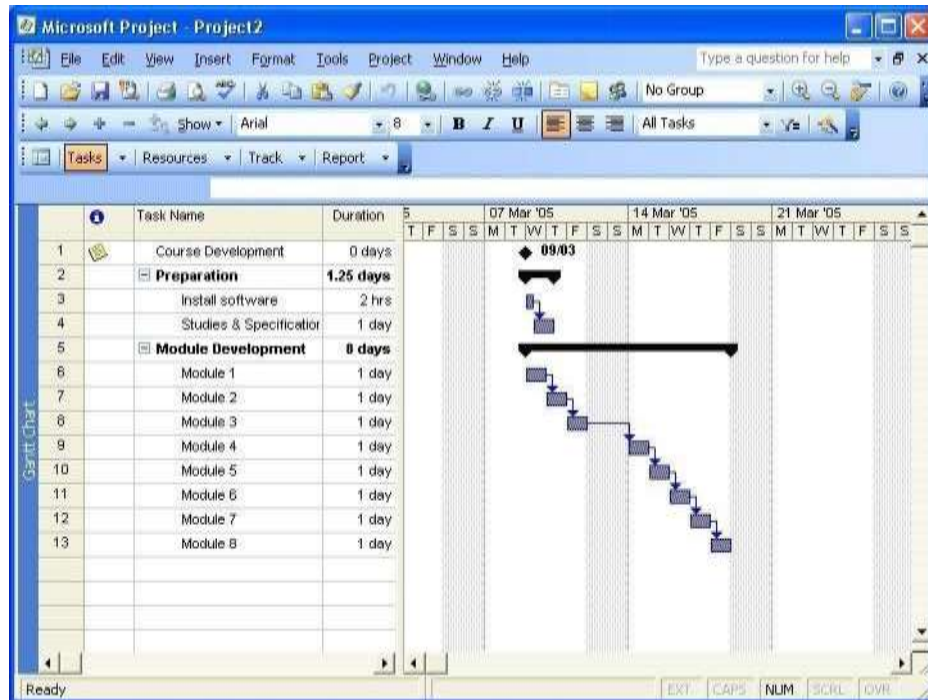 Microsoft Project - Project2
File Edit View Insert Format Tools Project Window Help Type a question for help
No Group
Show Arial 8 B I U All Tasks
Tasks Resources Track Report
Task Name Duration 5 07 Mar '05 14 Mar '05 21 Mar '05
T F S S M T W T F S S M T W T F S S M T W T F S S
1 Course Development 0 days 09/03
2 Preparation 1.25 days
3 Install software 2 hrs
4 Studies & Specification 1 day
5 Module Development 8 days
6 Module 1 1 day
7 Module 2 1 day
8 Module 3 1 day
9 Module 4 1 day
10 Module 5 1 day
11 Module 6 1 day
12 Module 7 1 day
13 Module 8 1 day
Gantt Chart
Ready EXT CAPS NUM SCRL OVR